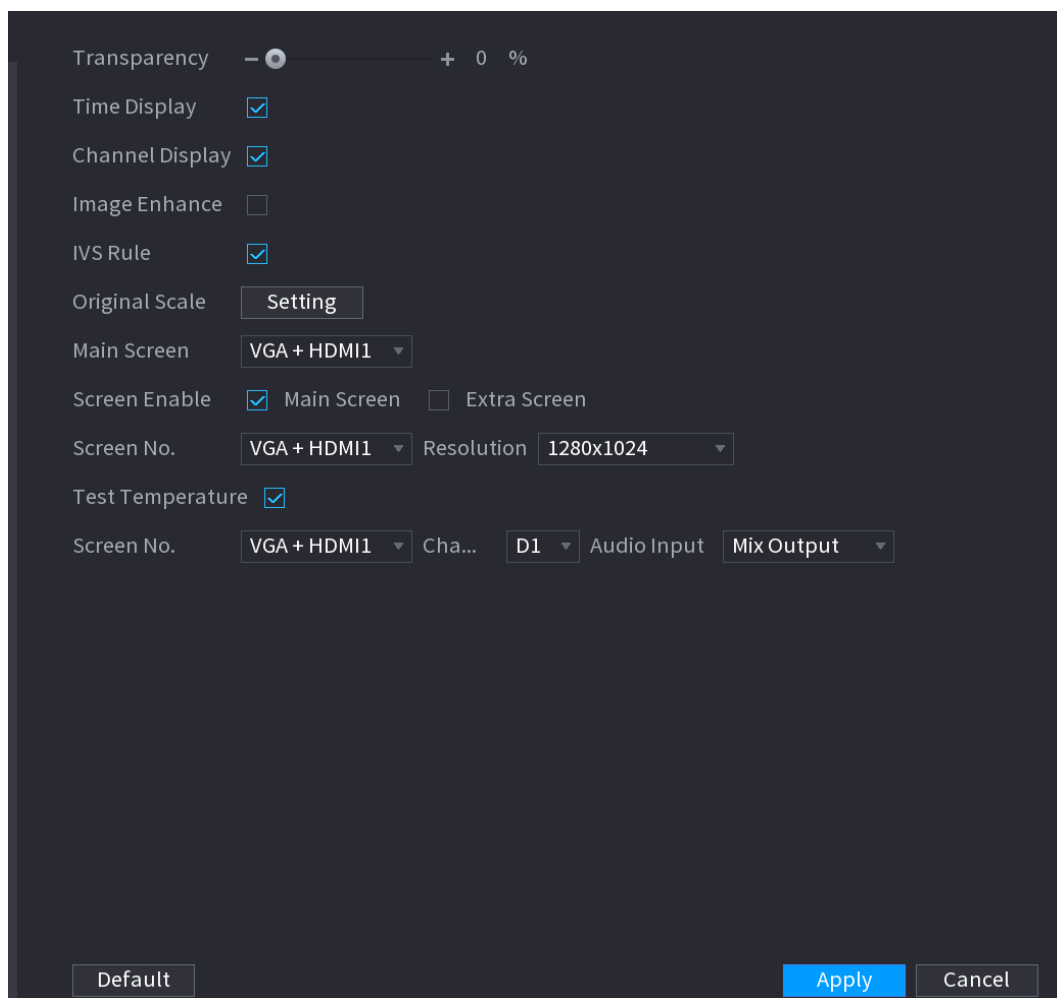 Transparency 0 %
Time Display
Channel Display
Image Enhance
IVS Rule
Original Scale Setting
Main Screen VGA + HDMI1
Screen Enable Main Screen Extra Screen
Screen No. VGA + HDMI1 Resolution 1280x1024
Test Temperature
Screen No. VGA + HDMI1 Cha... D1 Audio Input Mix Output
Default Apply Cancel